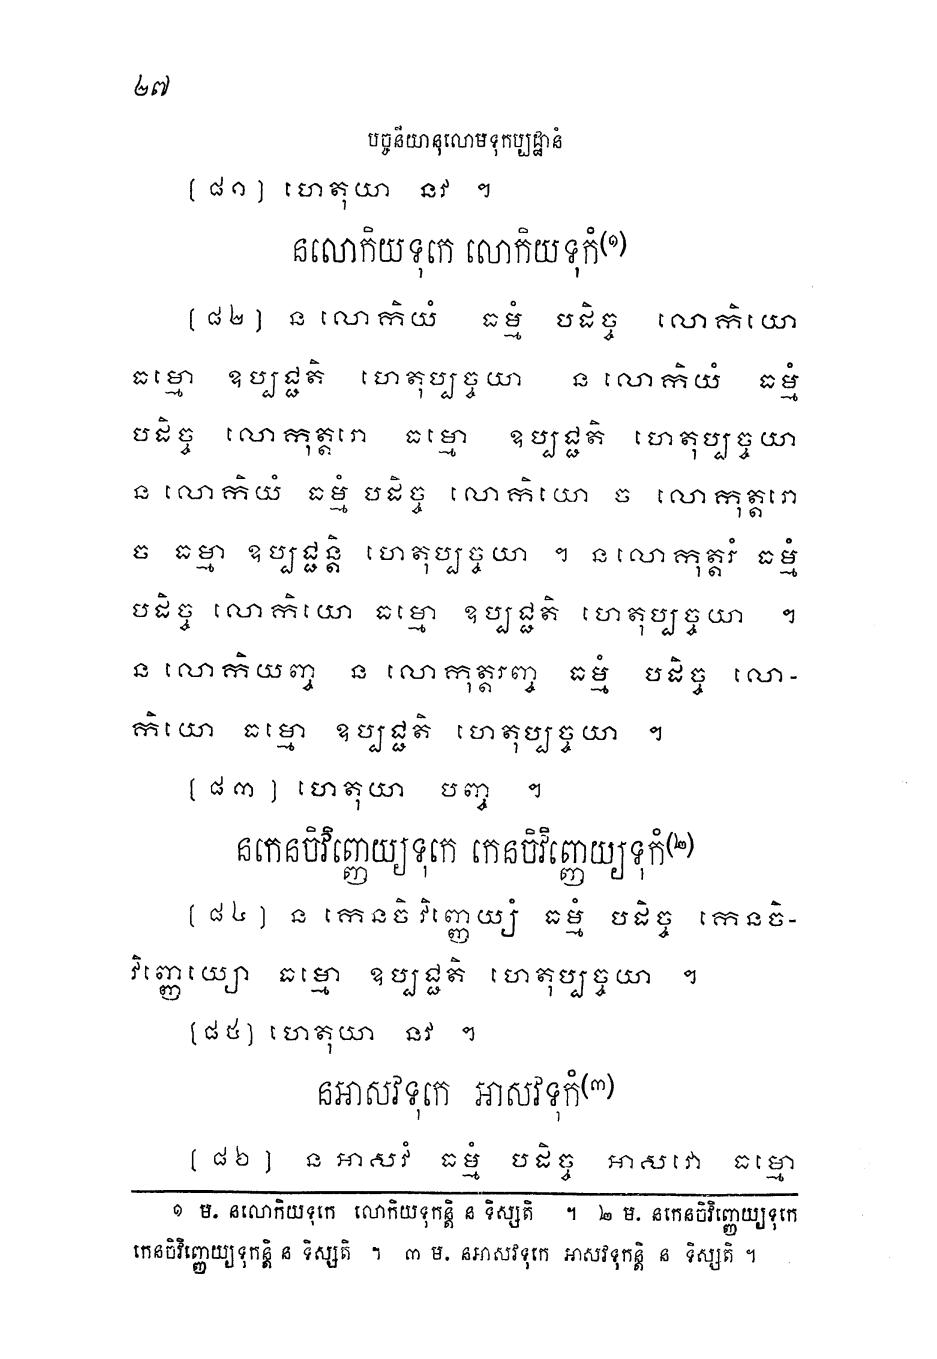 ២៧
បច្ចនីយានុលោមទុកប្បដ្ឋានំ
[៨១] ហេតុយា នវ ។
នលោកិយទុកេ លោកិយទុកំ(១)
[៨២] ន លោកិយំ ធម្មំ បដិច្ច លោកិយោ
ធម្មោ ឧប្បជ្ជតិ ហេតុប្បច្ចយា ន លោកិយំ ធម្មំ
បដិច្ច លោកុត្តរោ ធម្មោ ឧប្បជ្ជតិ ហេតុប្បច្ចយា
ន លោកិយំ ធម្មំ បដិច្ច លោកិយោ ច លោកុត្តរោ
ច ធម្មា ឧប្បជ្ជន្តិ ហេតុប្បច្ចយា ។ ន លោកុត្តរំ ធម្មំ
បដិច្ច លោកិយោ ធម្មោ ឧប្បជ្ជតិ ហេតុប្បច្ចយា ។
ន លោកិយញ្ច ន លោកុត្តរញ្ច ធម្មំ បដិច្ច លោ-
កិយោ ធម្មោ ឧប្បជ្ជតិ ហេតុប្បច្ចយា ។
[៨៣] ហេតុយា បញ្ច ។
នកេនចិវិញ្ញេយ្យទុកេ កេនចិវិញ្ញេយ្យទុកំ(២)
[៨៤] ន កេនចិ វិញ្ញេយ្យំ ធម្មំ បដិច្ច កេនចិ-
វិញ្ញេយ្យោ ធម្មោ ឧប្បជ្ជតិ ហេតុប្បច្ចយា ។
[៨៥] ហេតុយា នវ ។
នអាសវទុកេ អាសវទុកំ(៣)
[៨៦] ន អាសវំ ធម្មំ បដិច្ច អាសវោ ធម្មោ
១ ម. នលោកិយទុកេ លោកិយទុកន្តិ ន ទិស្សតិ ។ ២ ម. នកេនចិវិញ្ញេយ្យទុកេ
កេនចិវិញ្ញេយ្យទុកន្តិ ន ទិស្សតិ ។ ៣ ម. នអាសវទុកេ អាសវទុកន្តិ ន ទិស្សតិ ។